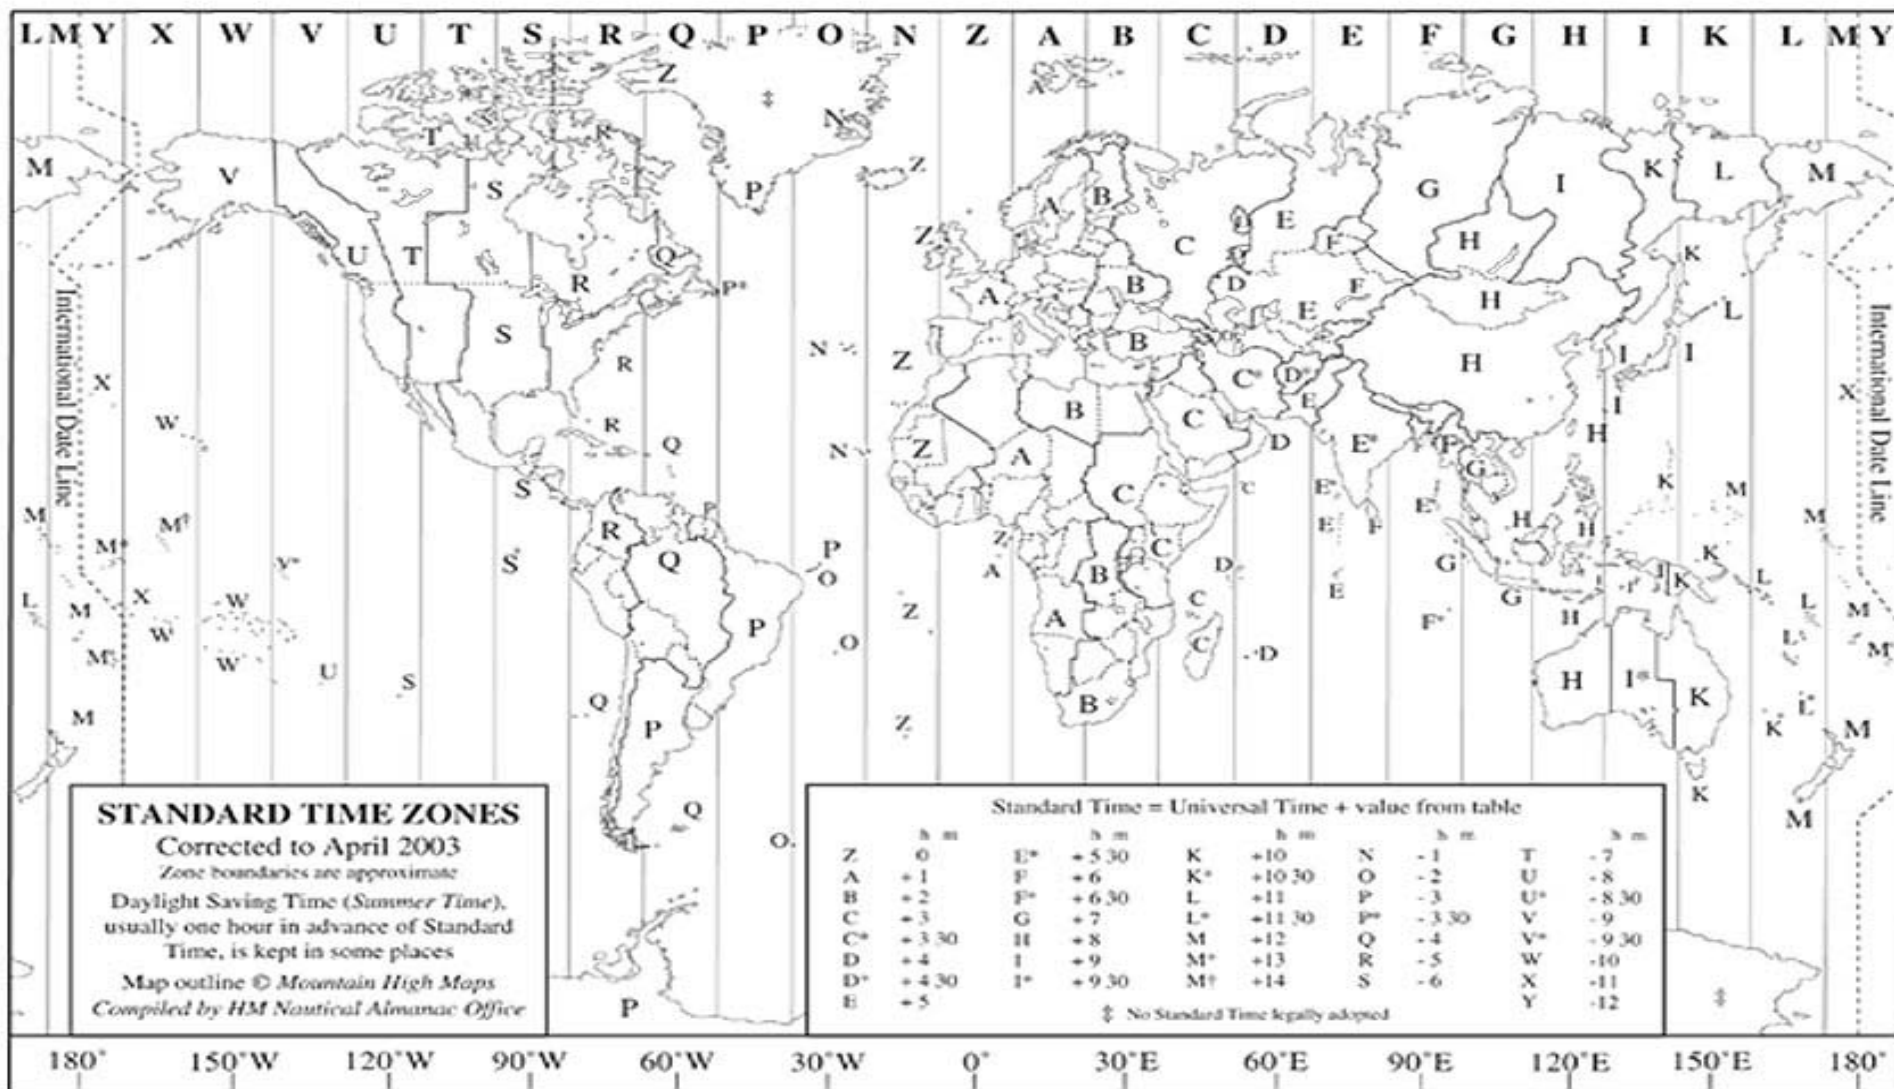 L M Y X W V U T S R Q P O N Z A B C D E F G H I K L M Y
Z ‡ N A
T R
M V S P Z A B G I K L M
U T R Q P* Z A C D E F H K
B D F H L
X S R N Z B C* D* E H I I X
W R Q N Z A B C D E* F H I
International Date Line
International Date Line
M S R P C C E* G K M M
M* M† V* S Q P O Z A B C D E F G H H K K L
L M X W P A C E F* G H I K L M
W W U S Q O C D H I* K L* M*
M Q P Z B K L* M
Q O K M
P ‡
STANDARD TIME ZONES
Corrected to April 2003
Zone boundaries are approximate
Daylight Saving Time (Summer Time),
usually one hour in advance of Standard
Time, is kept in some places
Map outline © Mountain High Maps
Compiled by HM Nautical Almanac Office
Standard Time = Universal Time + value from table
h m h m h m h m h m
Z 0 E* + 5 30 K +10 N - 1 T - 7
A + 1 F + 6 K* +10 30 O - 2 U - 8
B + 2 F* + 6 30 L +11 P - 3 U* - 8 30
C + 3 G + 7 L* +11 30 P* - 3 30 V - 9
C* + 3 30 H + 8 M +12 Q - 4 V* - 9 30
D + 4 I + 9 M* +13 R - 5 W -10
D* + 4 30 I* + 9 30 M† +14 S - 6 X -11
E + 5 Y -12
‡ No Standard Time legally adopted
180° 150°W 120°W 90°W 60°W 30°W 0° 30°E 60°E 90°E 120°E 150°E 180°